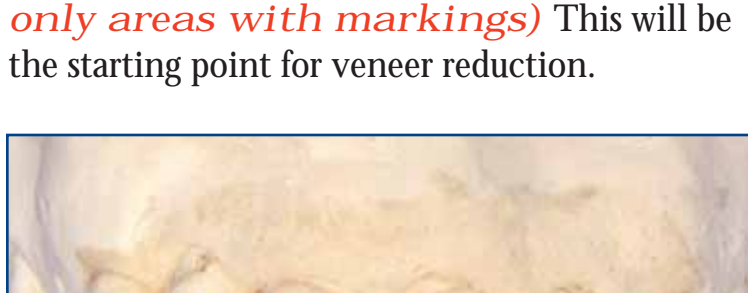 only areas with markings) This will be
the starting point for veneer reduction.